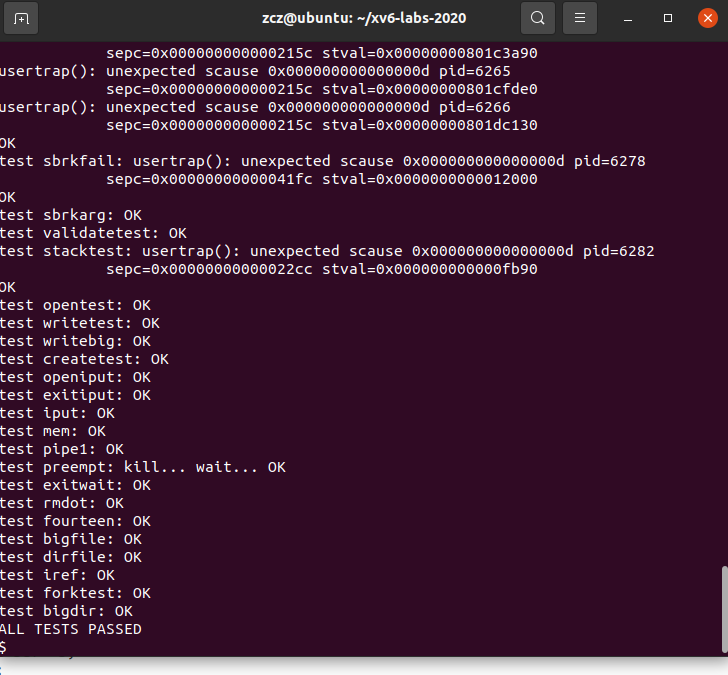 zcz@ubuntu: ~/xv6-labs-2020
sepc=0x000000000000215c stval=0x00000000801c3a90
usertrap(): unexpected scause 0x000000000000000d pid=6265
sepc=0x000000000000215c stval=0x00000000801cfde0
usertrap(): unexpected scause 0x000000000000000d pid=6266
sepc=0x000000000000215c stval=0x00000000801dc130
OK
test sbrkfail: usertrap(): unexpected scause 0x000000000000000d pid=6278
sepc=0x00000000000041fc stval=0x0000000000012000
OK
test sbrkarg: OK
test validatetest: OK
test stacktest: usertrap(): unexpected scause 0x000000000000000d pid=6282
sepc=0x00000000000022cc stval=0x000000000000fb90
OK
test opentest: OK
test writetest: OK
test writebig: OK
test createtest: OK
test openiput: OK
test exitiput: OK
test iput: OK
test mem: OK
test pipe1: OK
test preempt: kill... wait... OK
test exitwait: OK
test rmdot: OK
test fourteen: OK
test bigfile: OK
test dirfile: OK
test iref: OK
test forktest: OK
test bigdir: OK
ALL TESTS PASSED
$